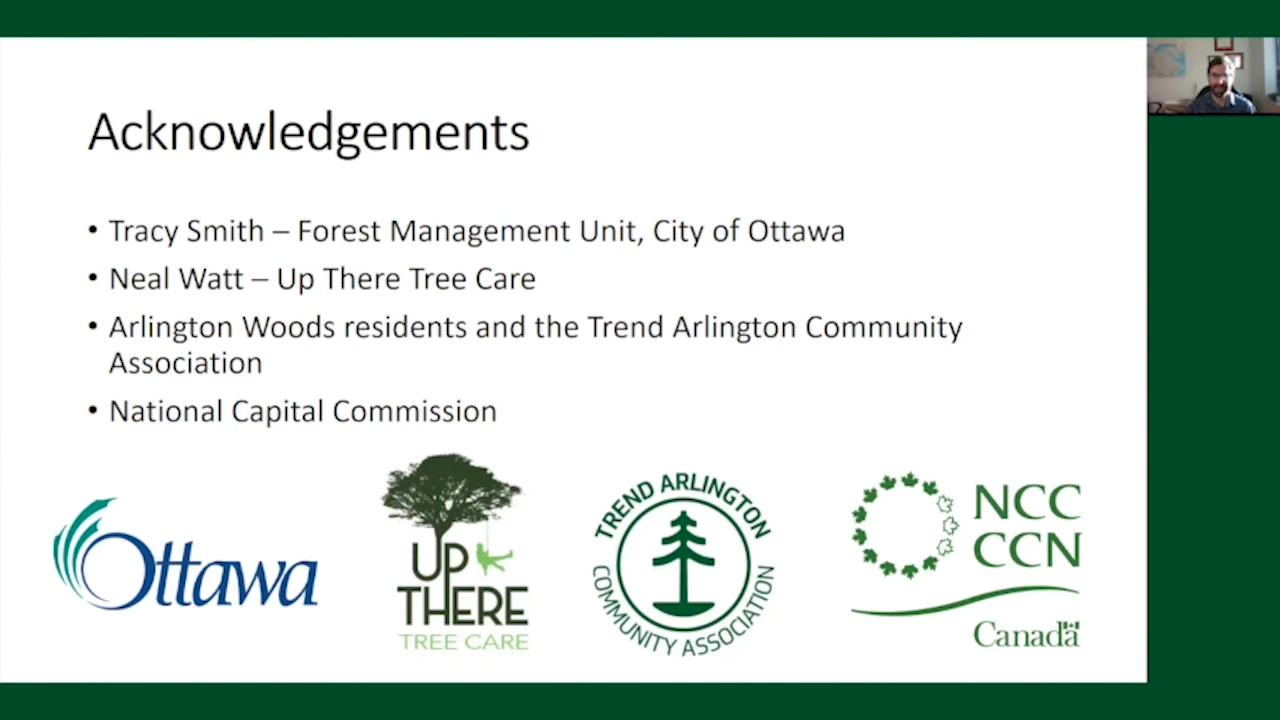 Acknowledgements
• Tracy Smith – Forest Management Unit, City of Ottawa
• Neal Watt – Up There Tree Care
• Arlington Woods residents and the Trend Arlington Community
Association
• National Capital Commission
Ottawa
UP
THERE
TREE CARE
TREND ARLINGTON
COMMUNITY ASSOCIATION
NCC
CCN
Canada